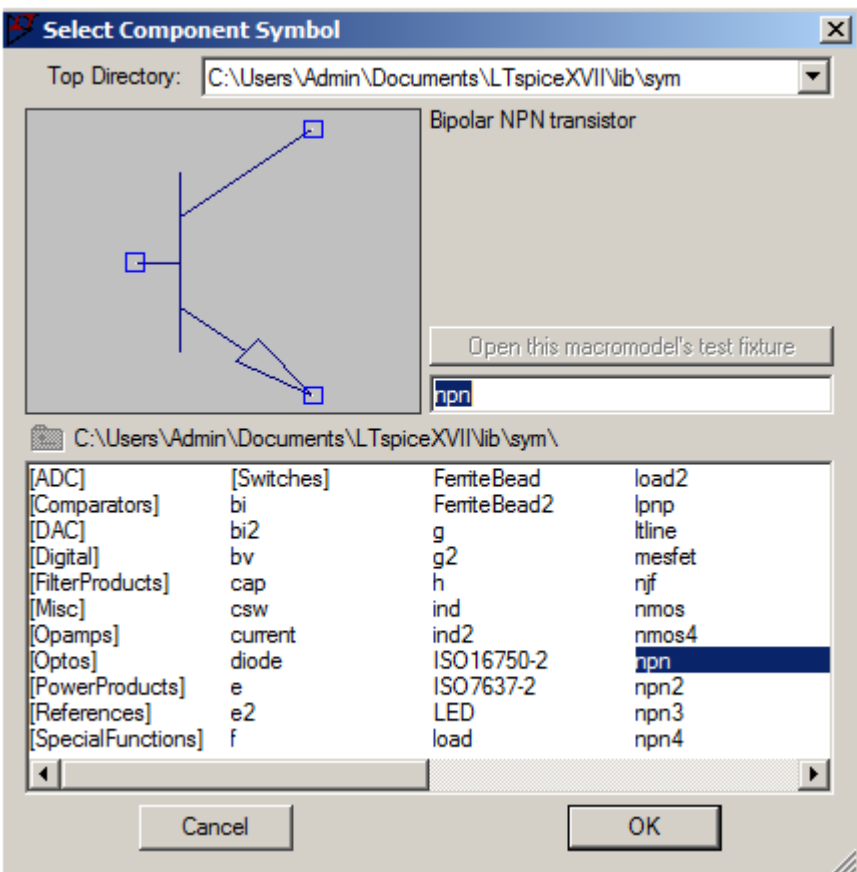 Select Component Symbol
Top Directory: C:\Users\Admin\Documents\LTspiceXVII\lib\sym
Bipolar NPN transistor
Open this macromodel's test fixture
npn
C:\Users\Admin\Documents\LTspiceXVII\lib\sym\
[ADC] [Switches] FerriteBead load2
[Comparators] bi FerriteBead2 lpnp
[DAC] bi2 g ltline
[Digital] bv g2 mesfet
[FilterProducts] cap h njf
[Misc] csw ind nmos
[Opamps] current ind2 nmos4
[Optos] diode ISO16750-2 npn
[PowerProducts] e ISO7637-2 npn2
[References] e2 LED npn3
[SpecialFunctions] f load npn4
Cancel OK